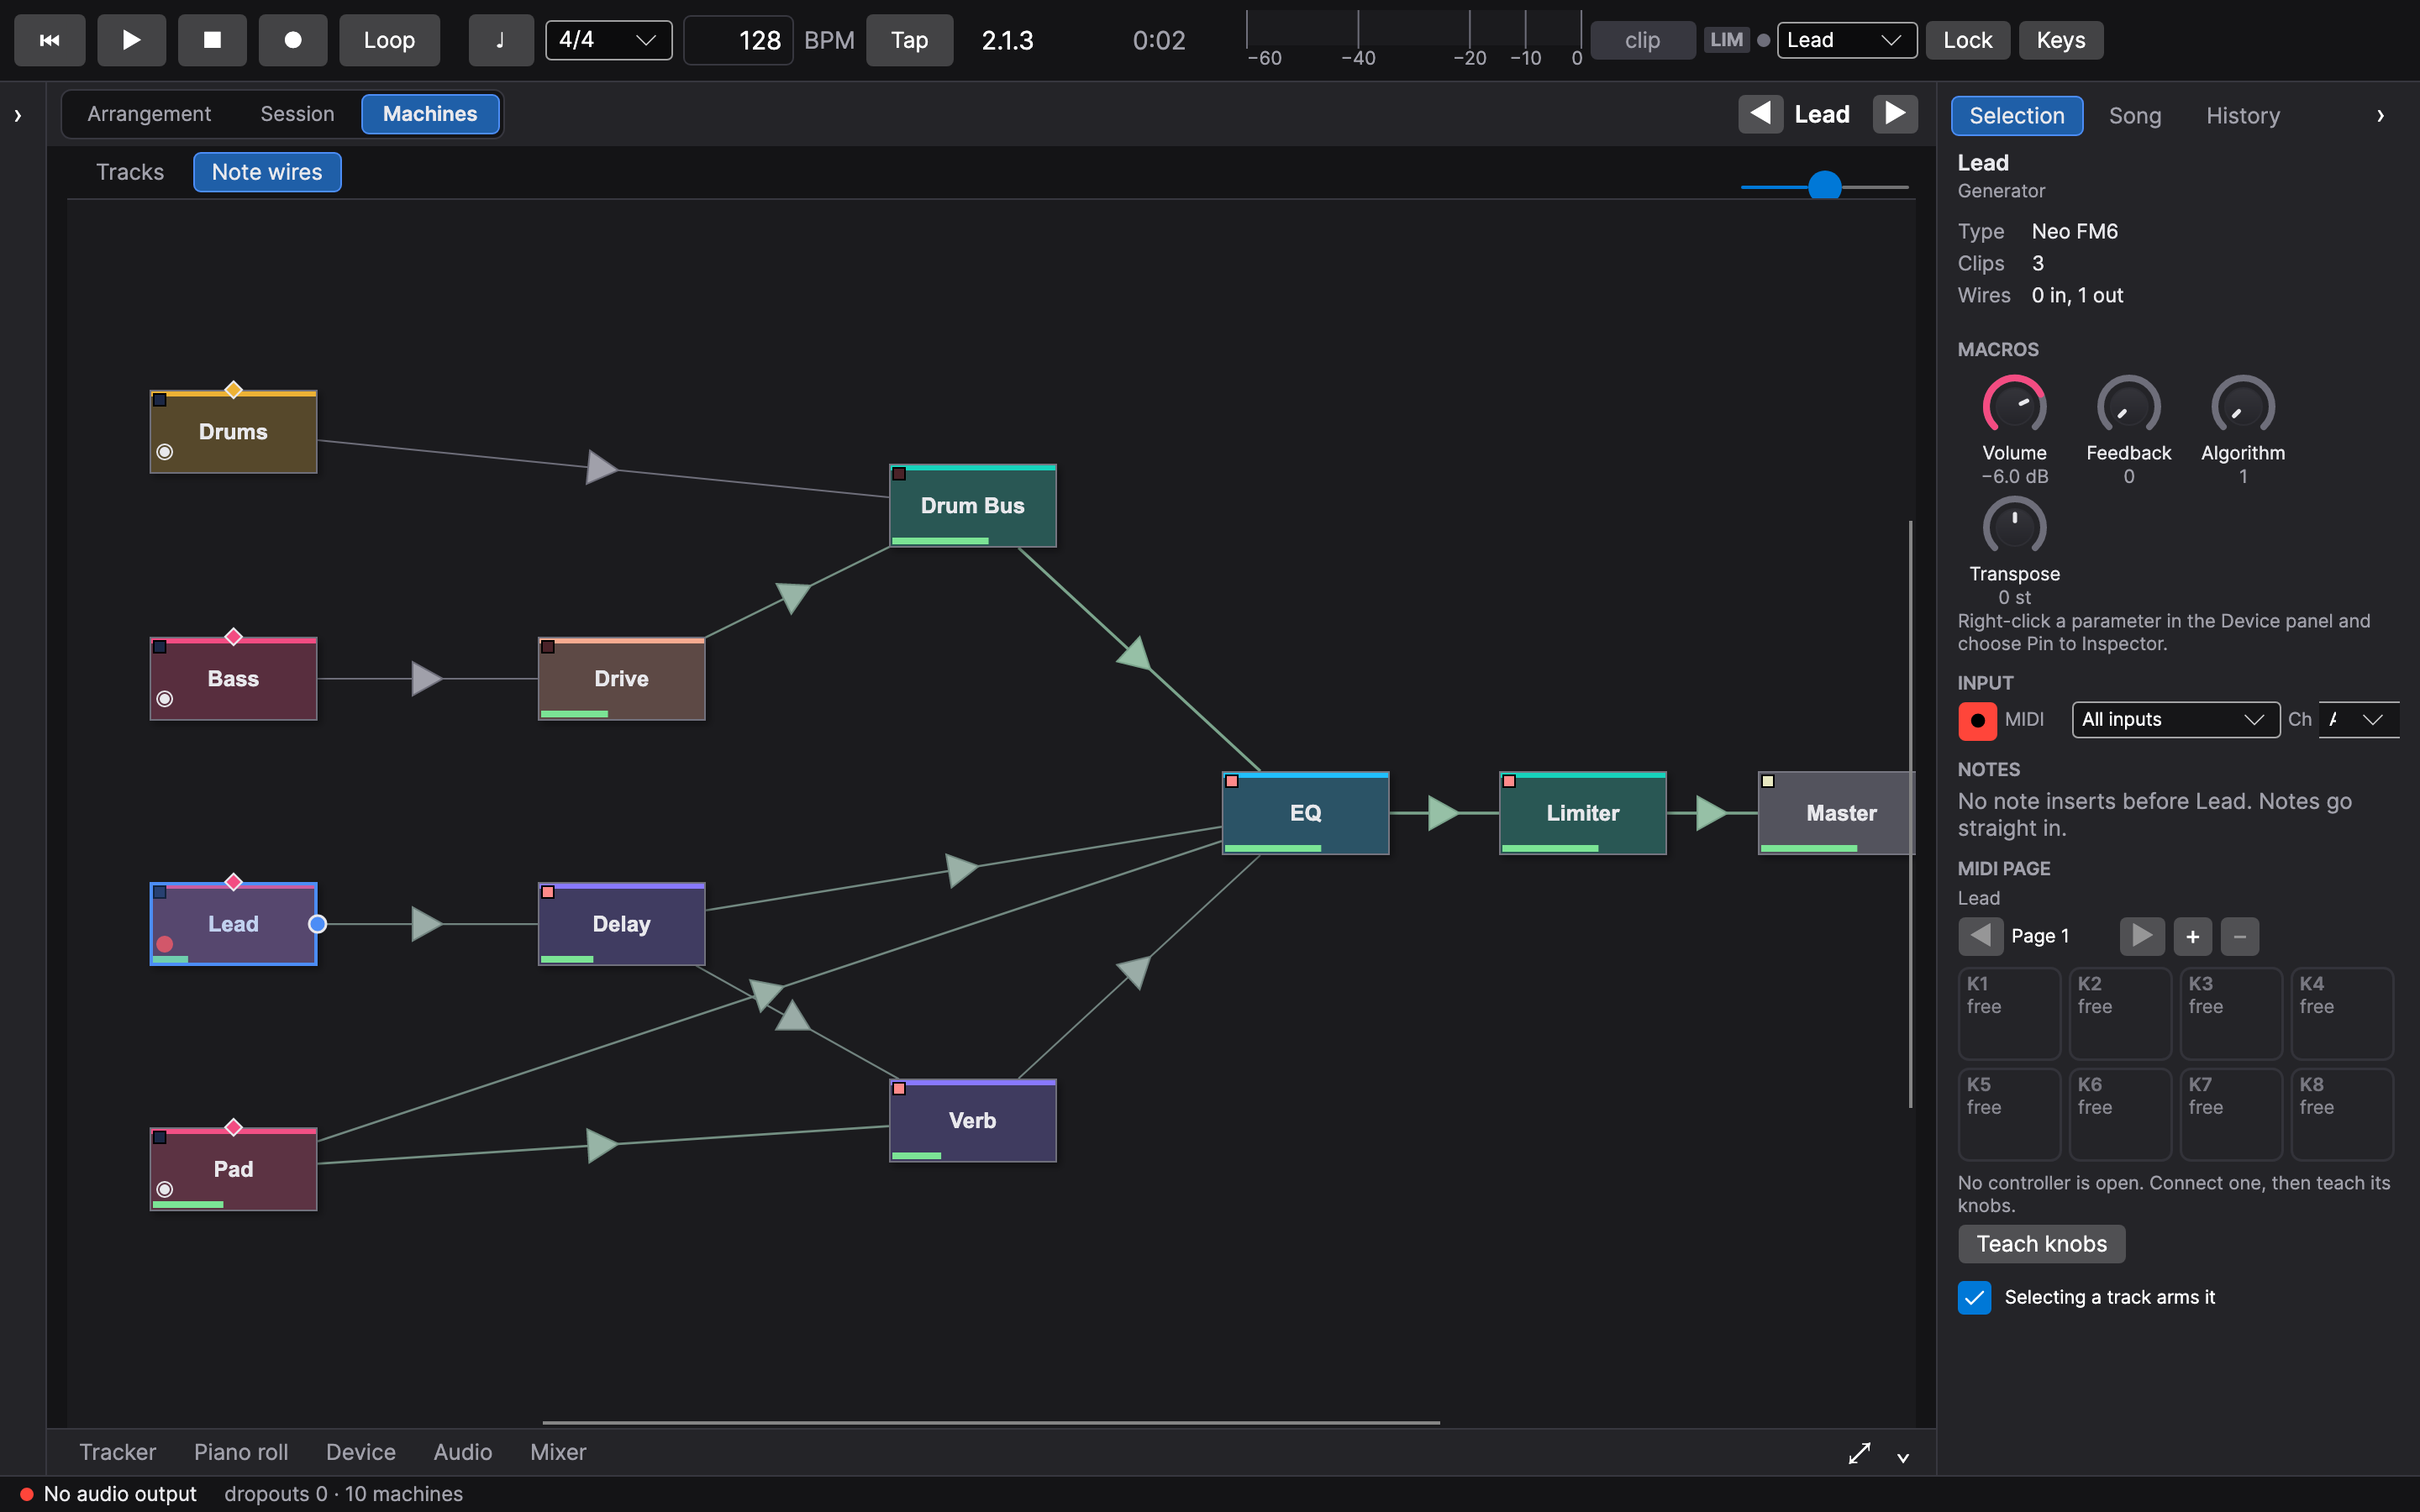 Loop
4/4
128 BPM
Tap
2.1.3
0:02
−60 −40 −20 −10 0
clip
LIM
Lead
Lock
Keys
Arrangement Session Machines
Lead
Selection Song History
Tracks Note wires
Lead
Generator
Type Neo FM6
Clips 3
Wires 0 in, 1 out
MACROS
Volume Feedback Algorithm
−6.0 dB 0 1
Transpose
0 st
Right-click a parameter in the Device panel and
choose Pin to Inspector.
INPUT
MIDI All inputs Ch
NOTES
No note inserts before Lead. Notes go
straight in.
MIDI PAGE
Lead
Page 1 + −
K1 K2 K3 K4
free free free free
K5 K6 K7 K8
free free free free
No controller is open. Connect one, then teach its
knobs.
Teach knobs
Selecting a track arms it
Drums
Drum Bus
Bass
Drive
EQ
Limiter
Master
Lead
Delay
Verb
Pad
Tracker Piano roll Device Audio Mixer
No audio output dropouts 0 · 10 machines